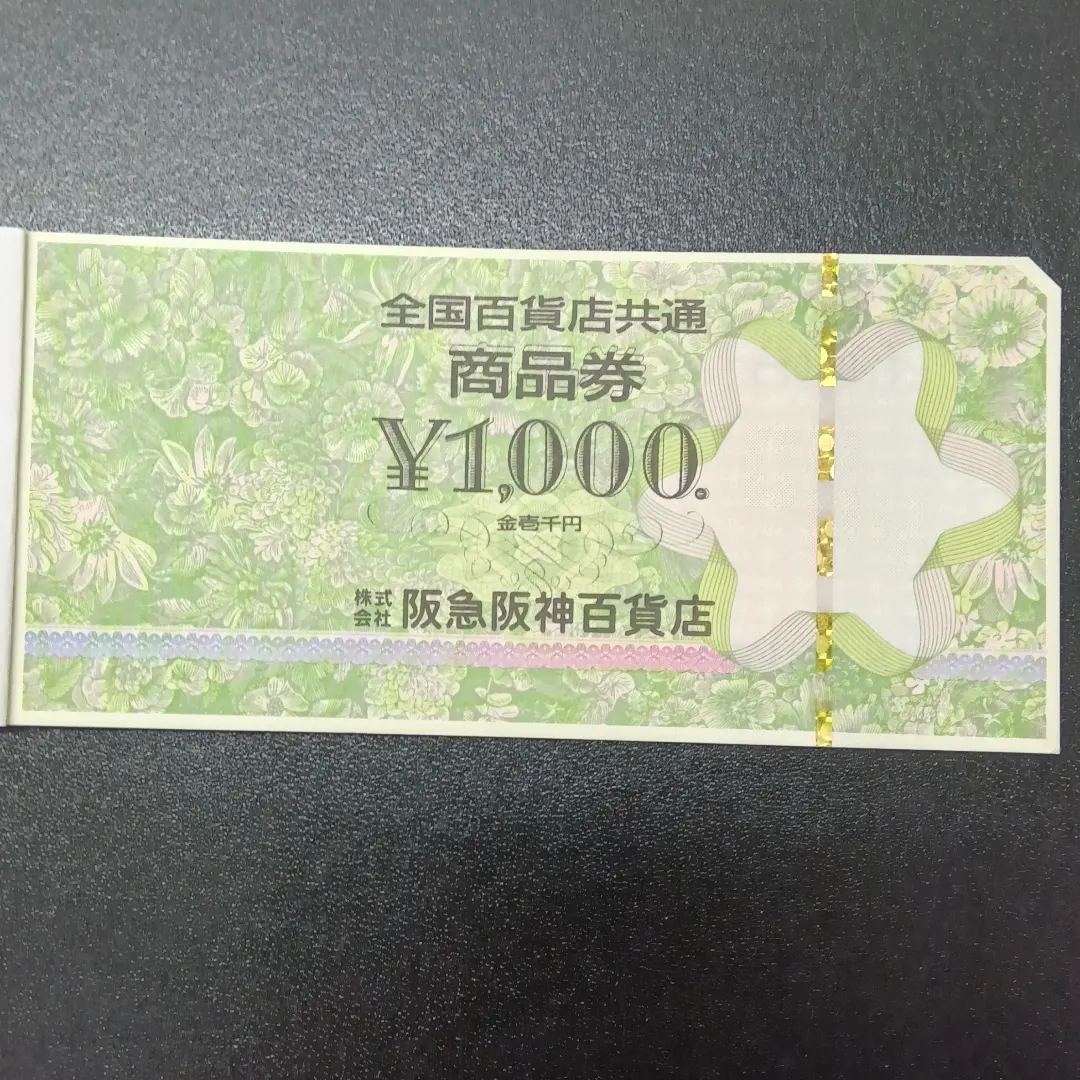 全国百貨店共通
商品券
¥1,000.
金壱千円
株式会社 阪急阪神百貨店